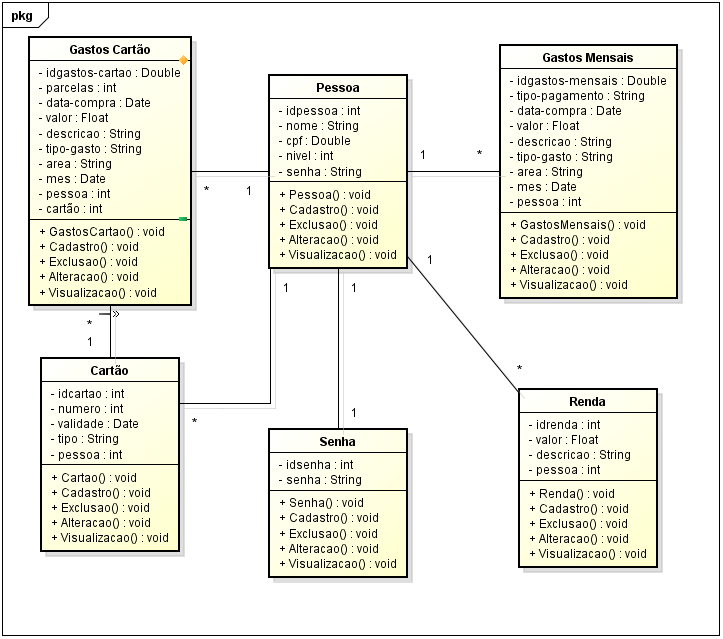 pkg
Gastos Cartão
- idgastos-cartao : Double
- parcelas : int
- data-compra : Date
- valor : Float
- descricao : String
- tipo-gasto : String
- area : String
- mes : Date
- pessoa : int
- cartão : int
+ GastosCartao() : void
+ Cadastro() : void
+ Exclusao() : void
+ Alteracao() : void
+ Visualizacao() : void
* 1
Pessoa
- idpessoa : int
- nome : String
- cpf : Double
- nivel : int
- senha : String
+ Pessoa() : void
+ Cadastro() : void
+ Exclusao() : void
+ Alteracao() : void
+ Visualizacao() : void
1 *
Gastos Mensais
- idgastos-mensais : Double
- tipo-pagamento : String
- data-compra : Date
- valor : Float
- descricao : String
- tipo-gasto : String
- area : String
- mes : Date
- pessoa : int
+ GastosMensais() : void
+ Cadastro() : void
+ Exclusao() : void
+ Alteracao() : void
+ Visualizacao() : void
*
1
1
*
1
1
1
*
Cartão
- idcartao : int
- numero : int
- validade : Date
- tipo : String
- pessoa : int
+ Cartao() : void
+ Cadastro() : void
+ Exclusao() : void
+ Alteracao() : void
+ Visualizacao() : void
Senha
- idsenha : int
- senha : String
+ Senha() : void
+ Cadastro() : void
+ Exclusao() : void
+ Alteracao() : void
+ Visualizacao() : void
Renda
- idrenda : int
- valor : Float
- descricao : String
- pessoa : int
+ Renda() : void
+ Cadastro() : void
+ Exclusao() : void
+ Alteracao() : void
+ Visualizacao() : void